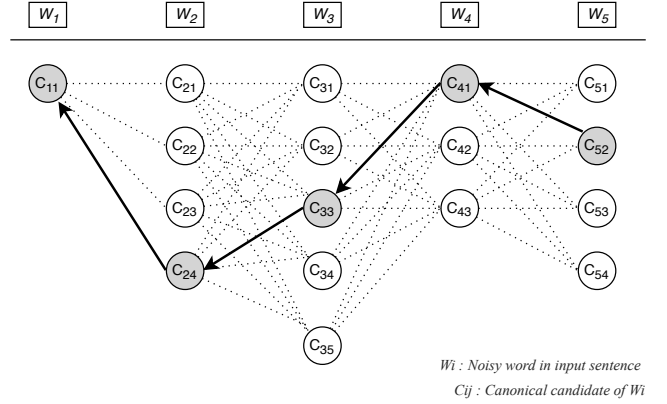 W1 W2 W3 W4 W5
C11 C21 C31 C41 C51
C22 C32 C42 C52
C23 C33 C43 C53
C24 C34 C54
C35
Wi : Noisy word in input sentence
Cij : Canonical candidate of Wi